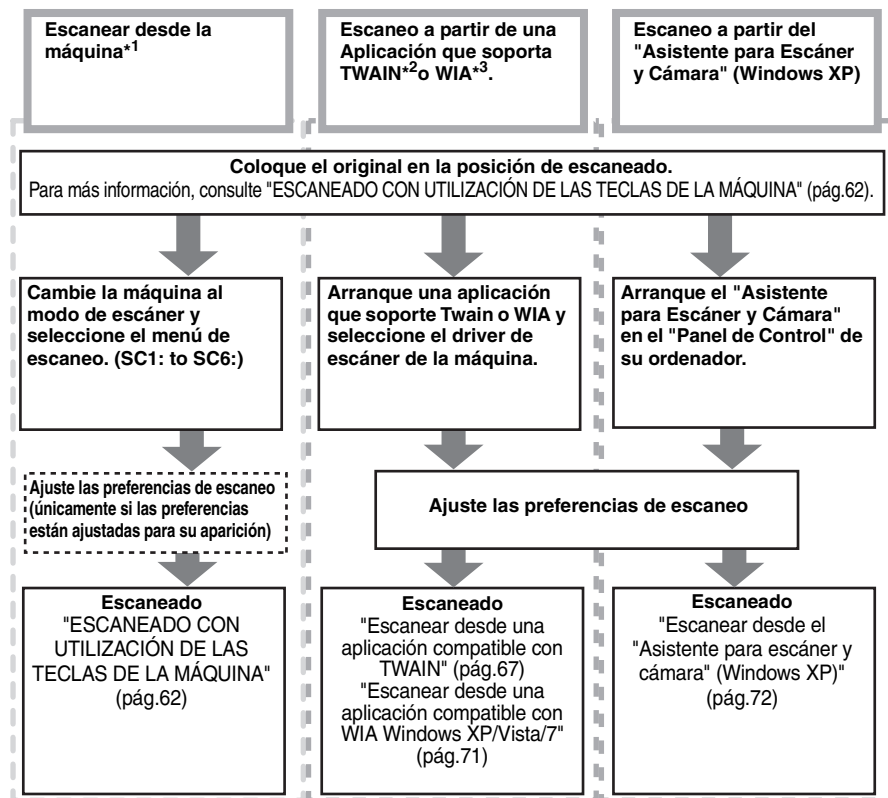 Escanear desde la
máquina*1
Escaneo a partir de una
Aplicación que soporta
TWAIN*2o WIA*3.
Escaneo a partir del
"Asistente para Escáner
y Cámara" (Windows XP)
Coloque el original en la posición de escaneado.
Para más información, consulte "ESCANEADO CON UTILIZACIÓN DE LAS TECLAS DE LA MÁQUINA" (pág.62).
Cambie la máquina al
modo de escáner y
seleccione el menú de
escaneo. (SC1: to SC6:)
Arranque una aplicación
que soporte Twain o WIA y
seleccione el driver de
escáner de la máquina.
Arranque el "Asistente
para Escáner y Cámara"
en el "Panel de Control" de
su ordenador.
Ajuste las preferencias de escaneo
(únicamente si las preferencias
están ajustadas para su aparición)
Ajuste las preferencias de escaneo
Escaneado
"ESCANEADO CON
UTILIZACIÓN DE LAS
TECLAS DE LA MÁQUINA"
(pág.62)
Escaneado
"Escanear desde una
aplicación compatible con
TWAIN" (pág.67)
"Escanear desde una
aplicación compatible con
WIA Windows XP/Vista/7"
(pág.71)
Escaneado
"Escanear desde el
"Asistente para escáner y
cámara" (Windows XP)"
(pág.72)